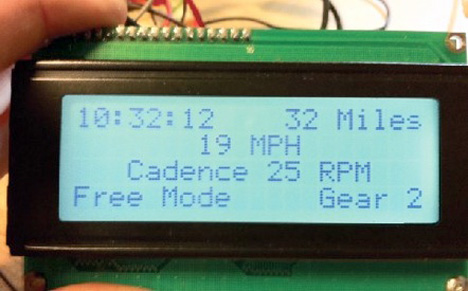 10:32:12 32 Miles
19 MPH
Cadence 25 RPM
Free Mode Gear 2